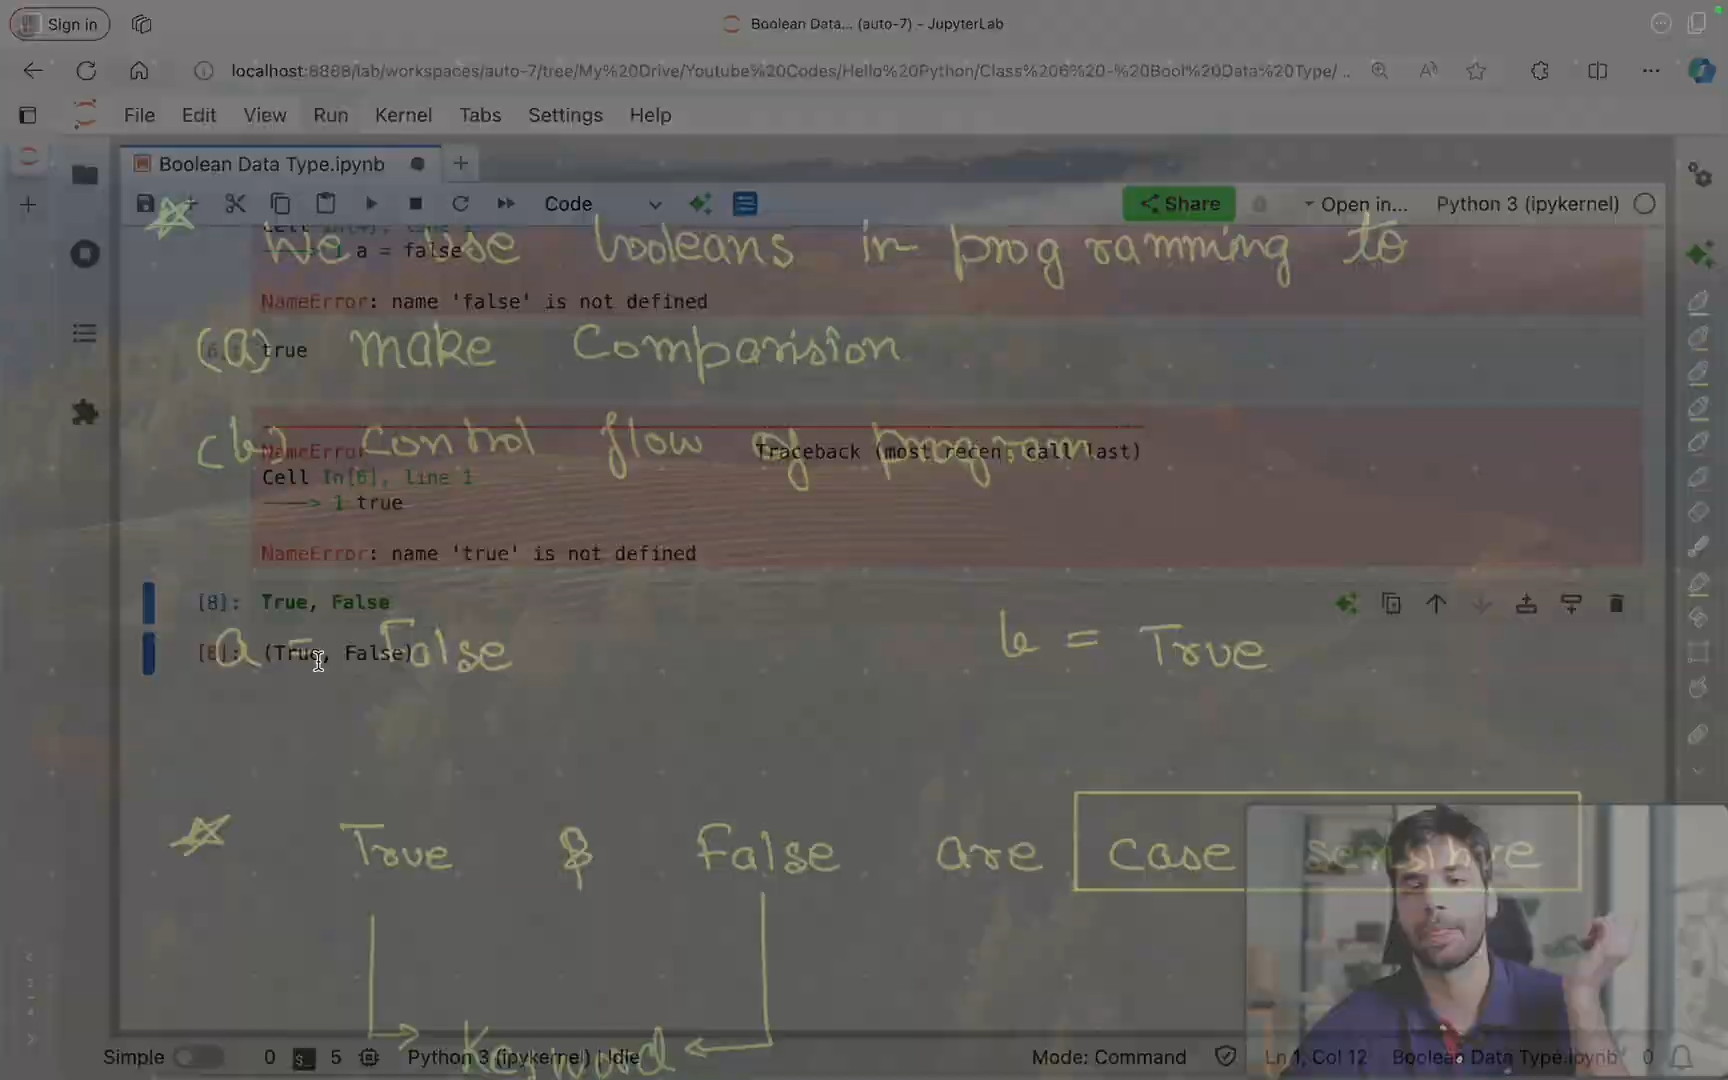 Sign in
Boolean Data... (auto-7) - JupyterLab
localhost:8888/lab/workspaces/auto-7/tree/My%20Drive/Youtube%20Codes/Hello%20Python/Class%206%20-%20Bool%20Data%20Type/ ..
File Edit View Run Kernel Tabs Settings Help
Boolean Data Type.ipynb
Code
Share
Open in...
Python 3 (ipykernel)
We use booleans in programming to
1 a = false
NameError: name 'false' is not defined
(a) make Comparision
true
(b) Control flow of program
NameError Traceback (most recent call last)
Cell In[6], line 1
----> 1 true
NameError: name 'true' is not defined
[8]: True, False
[8]: (True, False)
a = False
b = True
True & False are case sensitive
Keyword
Simple 0 5 Python 3 (ipykernel) | Idle Mode: Command Ln 1, Col 12 Boolean Data Type.ipynb 0